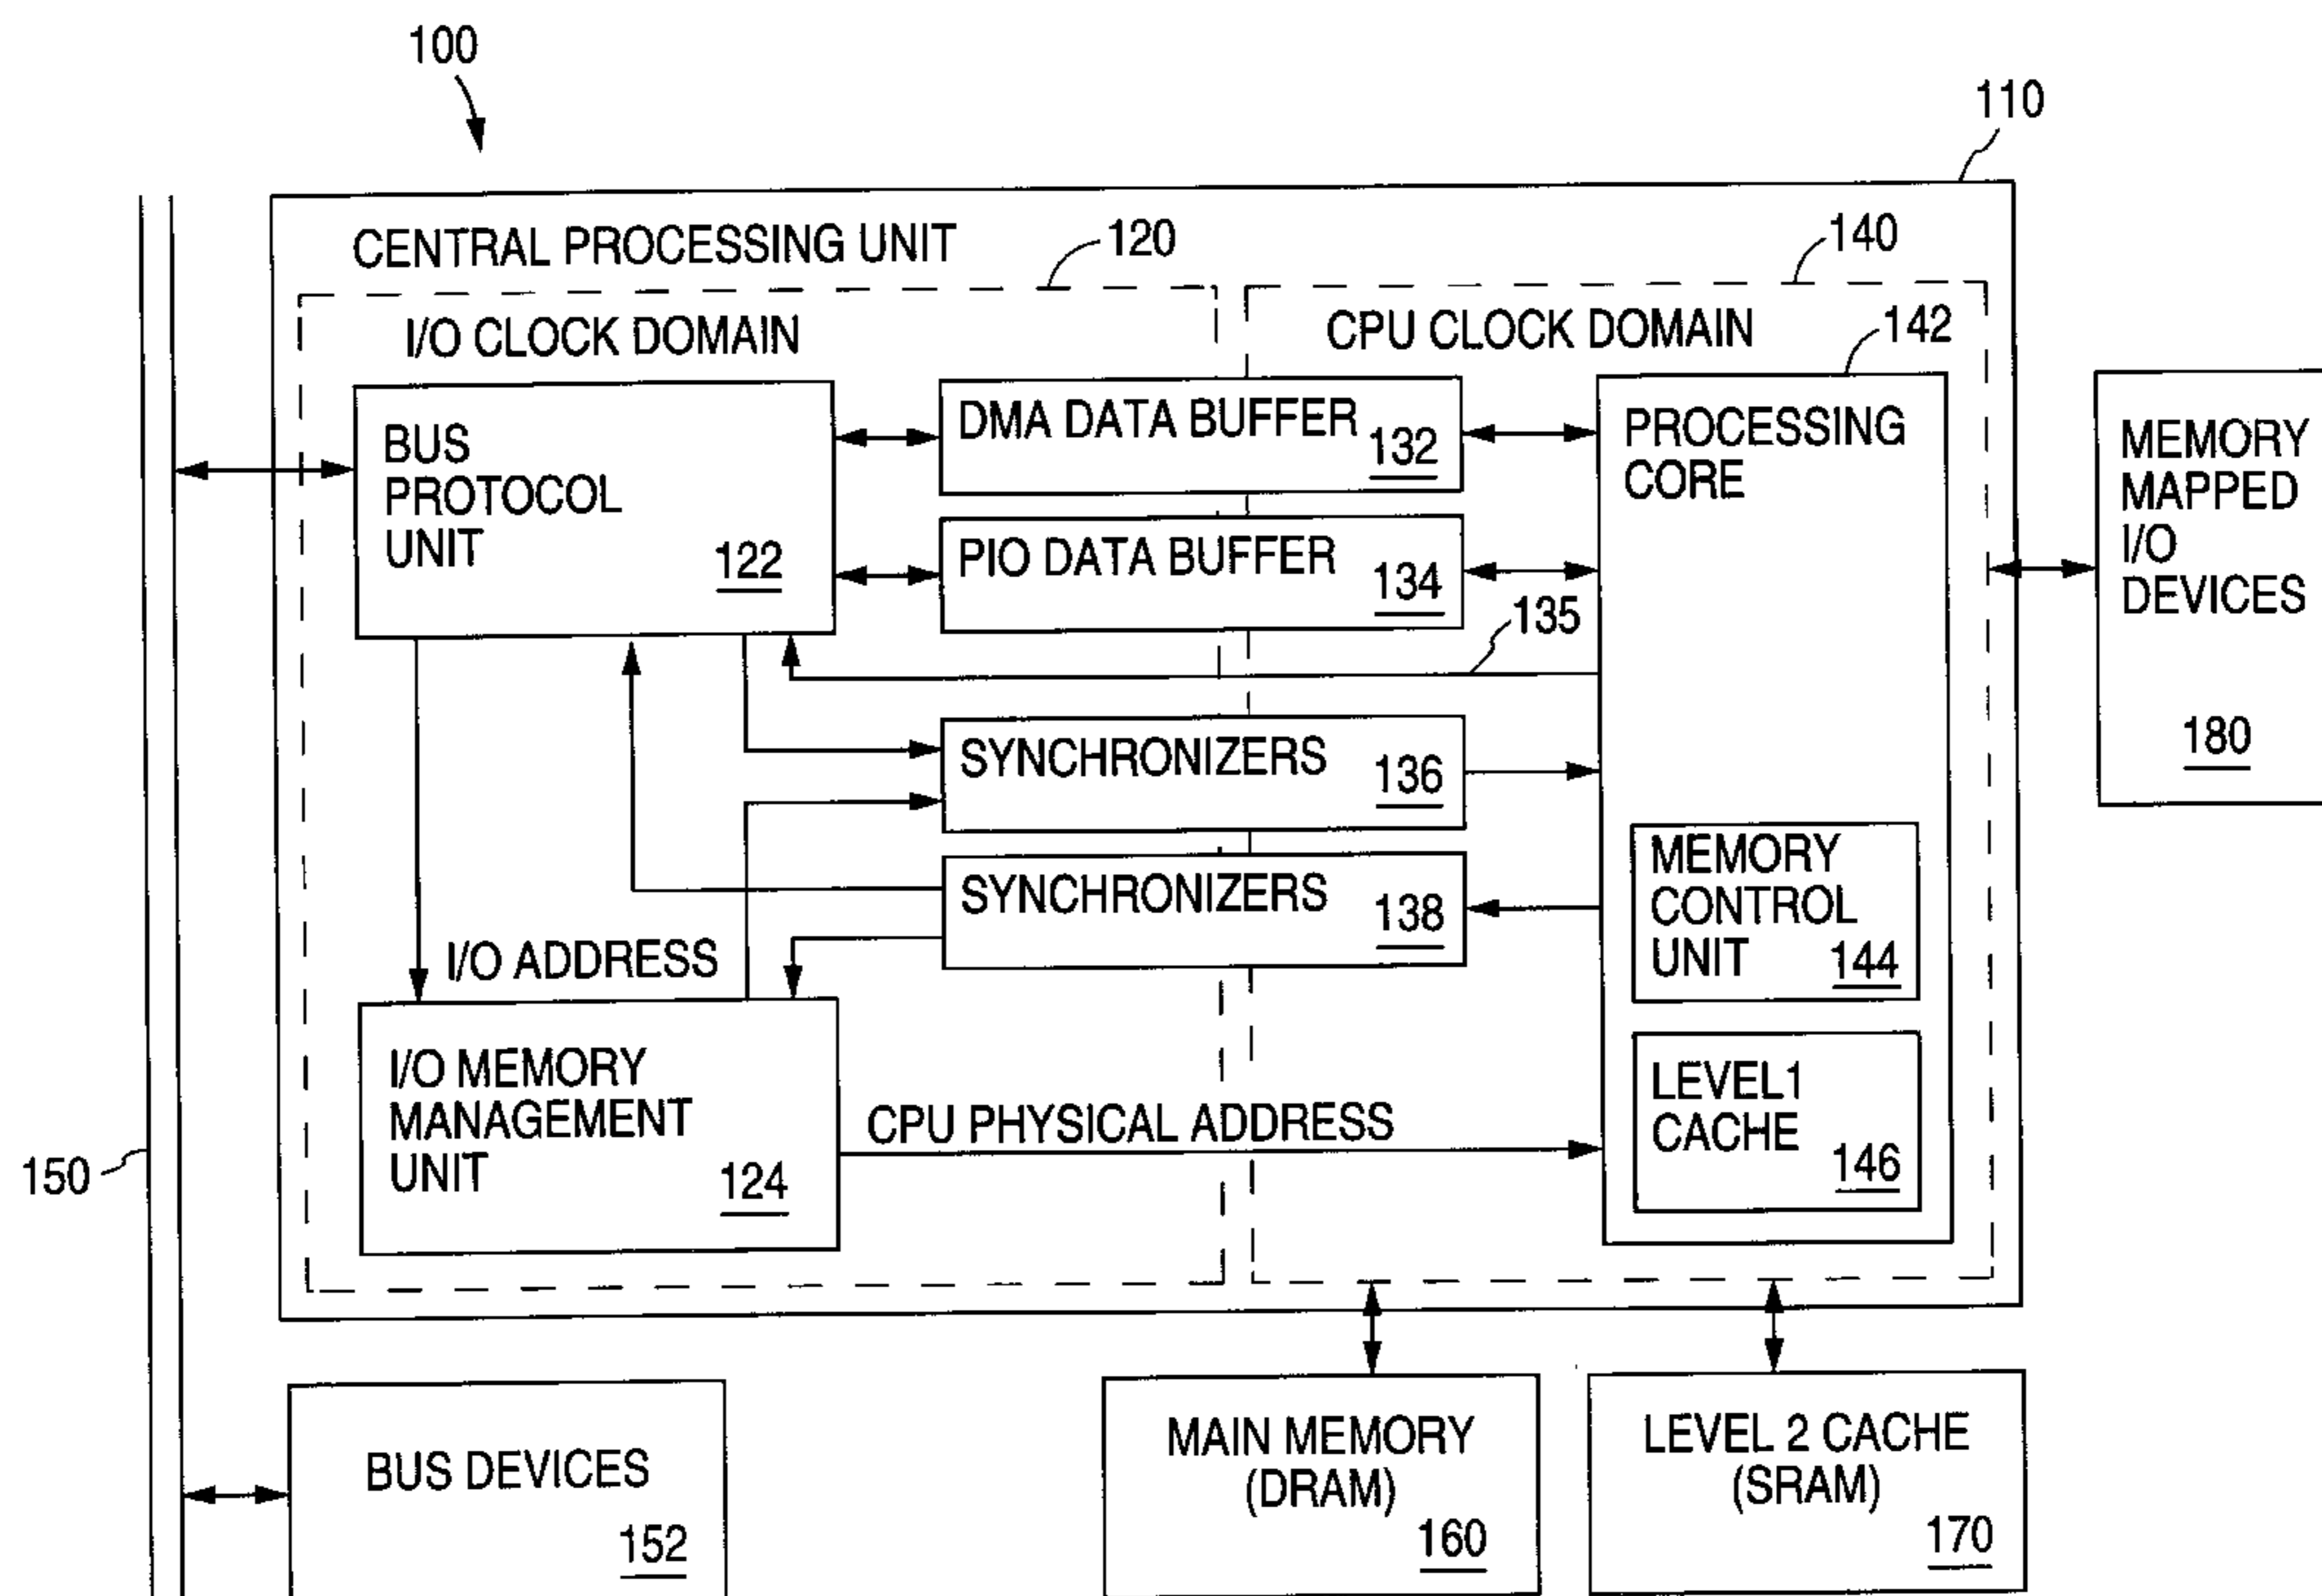 100
110
CENTRAL PROCESSING UNIT
120
140
I/O CLOCK DOMAIN
CPU CLOCK DOMAIN
142
BUS
PROTOCOL
UNIT
122
DMA DATA BUFFER
132
PIO DATA BUFFER
134
135
PROCESSING
CORE
MEMORY
MAPPED
I/O
DEVICES
180
SYNCHRONIZERS
136
SYNCHRONIZERS
138
MEMORY
CONTROL
UNIT
144
I/O ADDRESS
I/O MEMORY
MANAGEMENT
UNIT
124
CPU PHYSICAL ADDRESS
LEVEL1
CACHE
146
150
BUS DEVICES
152
MAIN MEMORY
(DRAM)
160
LEVEL 2 CACHE
(SRAM)
170